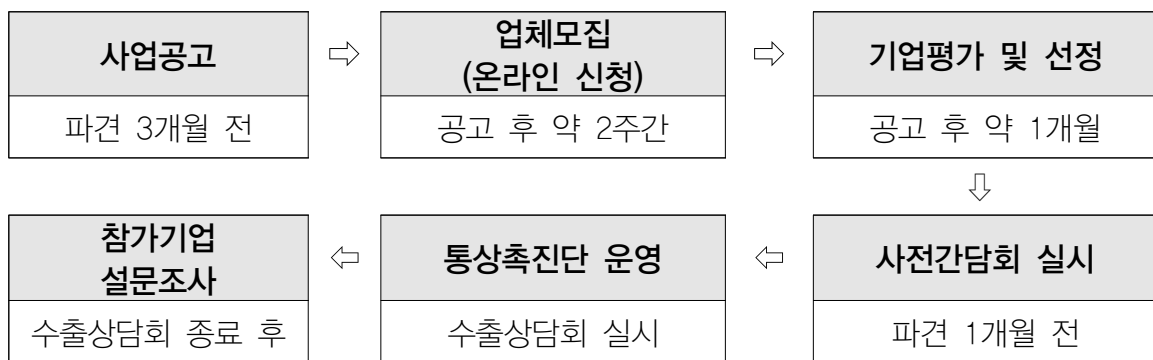 사업공고
파견 3개월 전
⇨
업체모집
(온라인 신청)
공고 후 약 2주간
⇨
기업평가 및 선정
공고 후 약 1개월
⇩
사전간담회 실시
파견 1개월 전
⇦
통상촉진단 운영
수출상담회 실시
⇦
참가기업
설문조사
수출상담회 종료 후